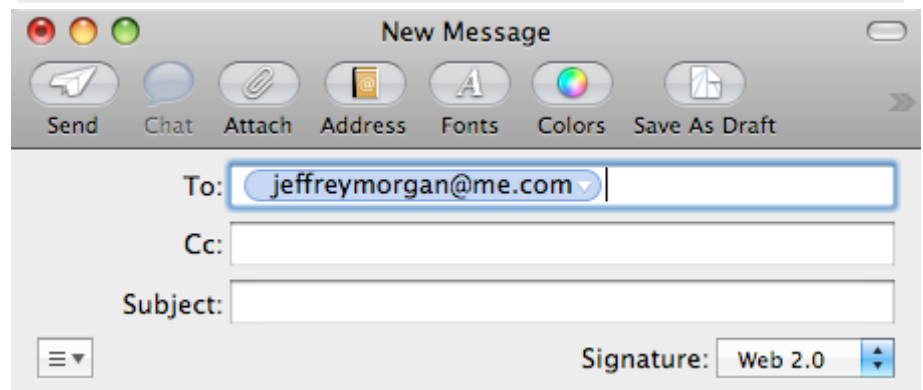 New Message
Send Chat Attach Address Fonts Colors Save As Draft
To: jeffreymorgan@me.com
Cc:
Subject:
Signature: Web 2.0